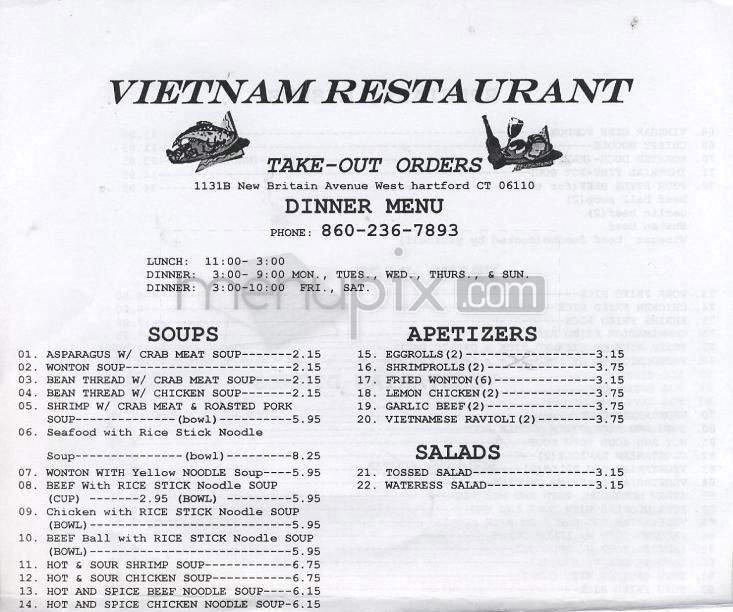 VIETNAM RESTAURANT
TAKE-OUT ORDERS
1131B New Britain Avenue West hartford CT 06110
DINNER MENU
PHONE: 860-236-7893
LUNCH: 11:00- 3:00
DINNER: 3:00- 9:00 MON., TUES., WED., THURS., & SUN.
DINNER: 3:00-10:00 FRI., SAT.
menupix.com
SOUPS
01. ASPARAGUS W/ CRAB MEAT SOUP-------2.15
02. WONTON SOUP-----------------------2.15
03. BEAN THREAD W/ CRAB MEAT SOUP-----2.15
04. BEAN THREAD W/ CHICKEN SOUP-------2.15
05. SHRIMP W/ CRAB MEAT & ROASTED PORK
SOUP--------------(bowl)----------5.95
06. Seafood with Rice Stick Noodle
Soup---------------(bowl)---------8.25
07. WONTON WITH Yellow NOODLE Soup----5.95
08. BEEF With RICE STICK Noodle SOUP
(CUP) -------2.95 (BOWL) ---------5.95
09. Chicken with RICE STICK Noodle SOUP
(BOWL)----------------------------5.95
10. BEEF Ball with RICE STICK Noodle SOUP
(BOWL)----------------------------5.95
11. HOT & SOUR SHRIMP SOUP------------6.75
12. HOT & SOUR CHICKEN SOUP-----------6.75
13. HOT AND SPICE BEEF NOODLE SOUP----6.15
14. HOT AND SPICE CHICKEN NOODLE SOUP-6.15
APETIZERS
15. EGGROLLS(2)------------------3.15
16. SHRIMPROLLS(2)---------------3.75
17. FRIED WONTON(6)--------------3.15
18. LEMON CHICKEN(2)-------------3.75
19. GARLIC BEEF(2)---------------3.75
20. VIETNAMESE RAVIOLI(2)--------3.75
SALADS
21. TOSSED SALAD-----------------3.15
22. WATERESS SALAD---------------3.15